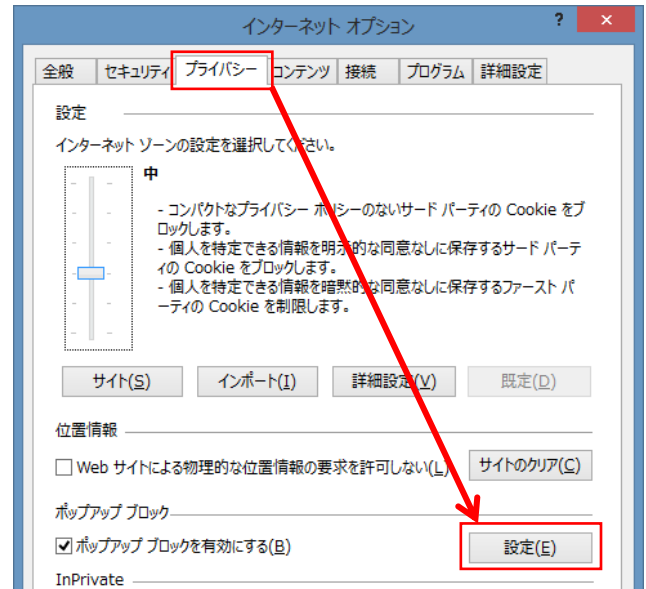 インターネット オプション ? ×
全般 セキュリティ プライバシー コンテンツ 接続 プログラム 詳細設定
設定
インターネット ゾーンの設定を選択してください。
中
- コンパクトなプライバシー ポリシーのないサード パーティの Cookie をブ
ロックします。
- 個人を特定できる情報を明示的な同意なしに保存するサード パーテ
ィの Cookie をブロックします。
- 個人を特定できる情報を暗黙的な同意なしに保存するファースト パ
ーティの Cookie を制限します。
サイト(S) インポート(I) 詳細設定(V) 既定(D)
位置情報
Web サイトによる物理的な位置情報の要求を許可しない(L) サイトのクリア(C)
ポップアップ ブロック
ポップアップ ブロックを有効にする(B) 設定(E)
InPrivate